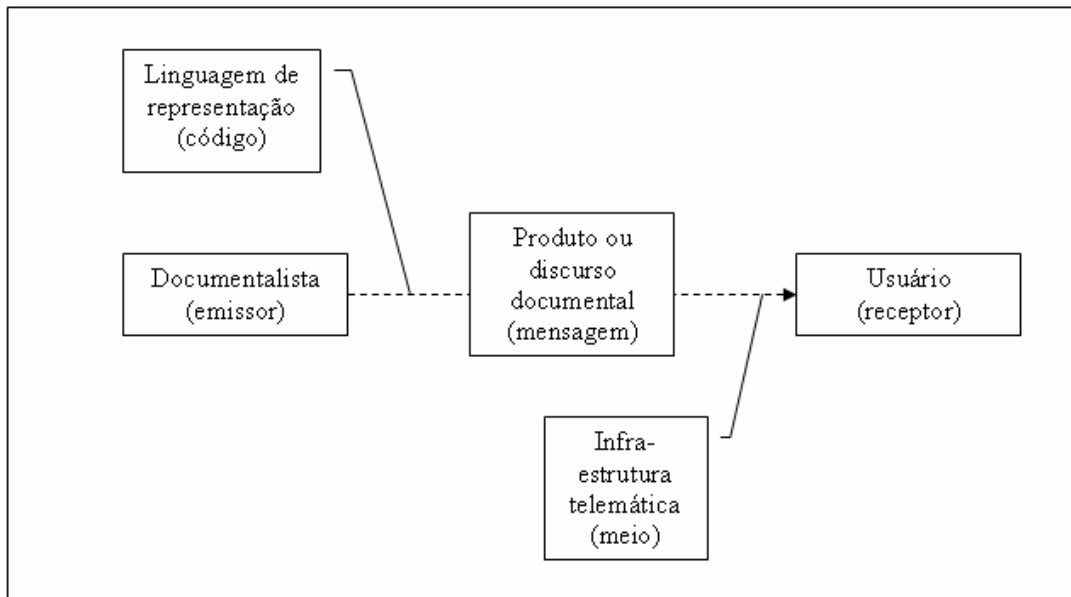 Linguagem de
representação
(código)
Documentalista
(emissor)
Produto ou
discurso
documental
(mensagem)
Usuário
(receptor)
Infra-
estrutura
telemática
(meio)